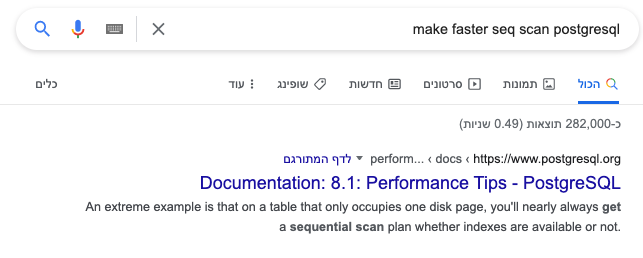 make faster seq scan postgresql
הכול תמונות סרטונים חדשות שופינג עוד כלים
כ-282,000 תוצאות (0.49 שניות)
https://www.postgresql.org › docs › perform... לדף המתורגם
Documentation: 8.1: Performance Tips - PostgreSQL
An extreme example is that on a table that only occupies one disk page, you'll nearly always get
a sequential scan plan whether indexes are available or not.